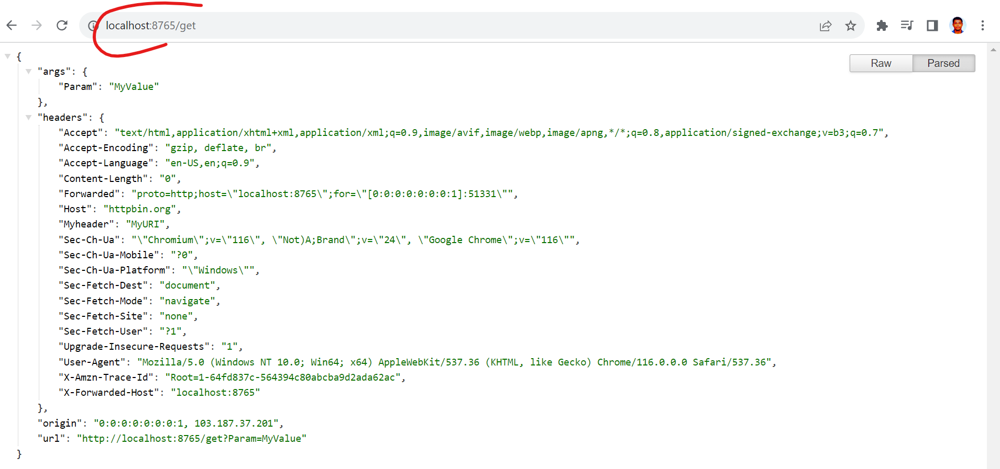 localhost:8765/get
Raw Parsed
{
"args": {
"Param": "MyValue"
},
"headers": {
"Accept": "text/html,application/xhtml+xml,application/xml;q=0.9,image/avif,image/webp,image/apng,*/*;q=0.8,application/signed-exchange;v=b3;q=0.7",
"Accept-Encoding": "gzip, deflate, br",
"Accept-Language": "en-US,en;q=0.9",
"Content-Length": "0",
"Forwarded": "proto=http;host=\"localhost:8765\";for=\"[0:0:0:0:0:0:0:1]:51331\"",
"Host": "httpbin.org",
"Myheader": "MyURI",
"Sec-Ch-Ua": "\"Chromium\";v=\"116\", \"Not)A;Brand\";v=\"24\", \"Google Chrome\";v=\"116\"",
"Sec-Ch-Ua-Mobile": "?0",
"Sec-Ch-Ua-Platform": "\"Windows\"",
"Sec-Fetch-Dest": "document",
"Sec-Fetch-Mode": "navigate",
"Sec-Fetch-Site": "none",
"Sec-Fetch-User": "?1",
"Upgrade-Insecure-Requests": "1",
"User-Agent": "Mozilla/5.0 (Windows NT 10.0; Win64; x64) AppleWebKit/537.36 (KHTML, like Gecko) Chrome/116.0.0.0 Safari/537.36",
"X-Amzn-Trace-Id": "Root=1-64fd837c-564394c80abcba9d2ada62ac",
"X-Forwarded-Host": "localhost:8765"
},
"origin": "0:0:0:0:0:0:0:1, 103.187.37.201",
"url": "http://localhost:8765/get?Param=MyValue"
}